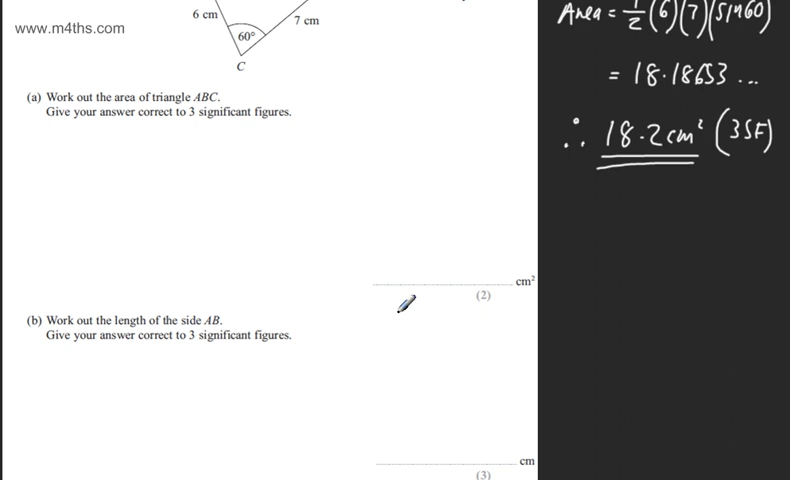 6 cm
7 cm
www.m4ths.com
60°
C
(a) Work out the area of triangle ABC.
Give your answer correct to 3 significant figures.
cm²
(2)
(b) Work out the length of the side AB.
Give your answer correct to 3 significant figures.
cm
(3)
Area = 1/2 (6)(7)(sin60)
= 18.18653...
∴ 18.2cm² (3SF)